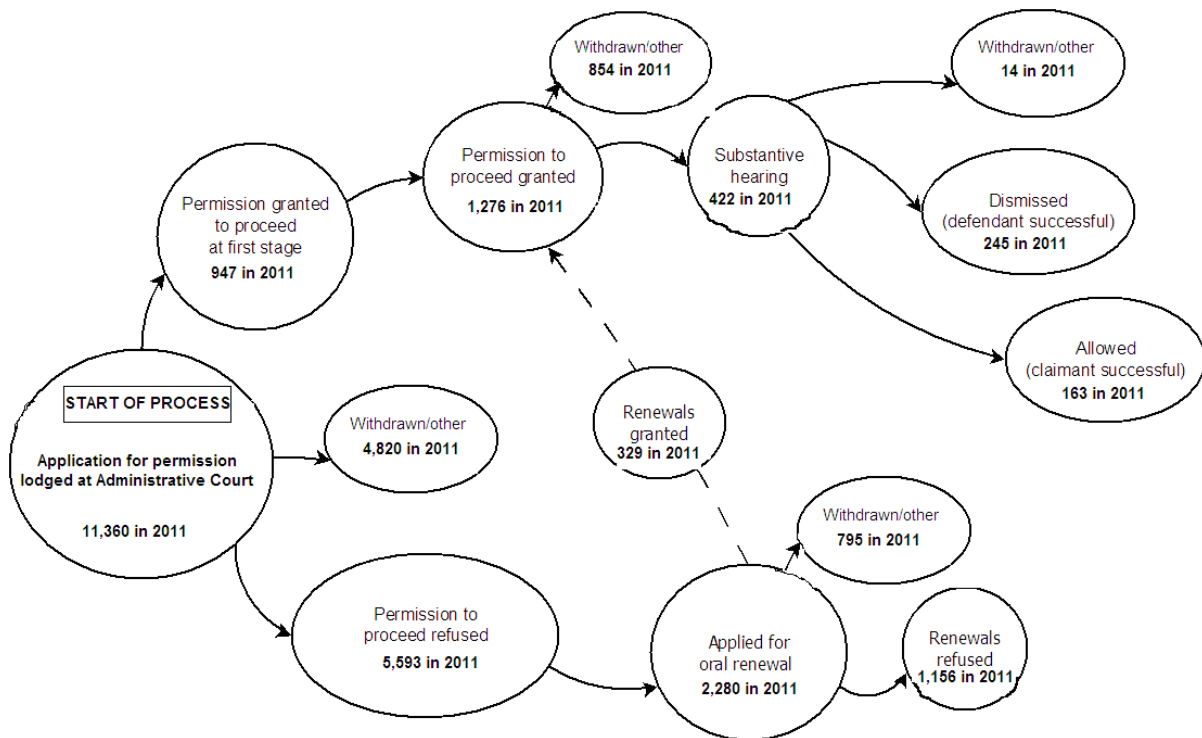 START OF PROCESS
Application for permission
lodged at Administrative Court
11,360 in 2011
Permission granted
to proceed
at first stage
947 in 2011
Withdrawn/other
4,820 in 2011
Permission to
proceed refused
5,593 in 2011
Permission to
proceed granted
1,276 in 2011
Withdrawn/other
854 in 2011
Substantive
hearing
422 in 2011
Withdrawn/other
14 in 2011
Dismissed
(defendant successful)
245 in 2011
Allowed
(claimant successful)
163 in 2011
Renewals
granted
329 in 2011
Applied for
oral renewal
2,280 in 2011
Withdrawn/other
795 in 2011
Renewals
refused
1,156 in 2011